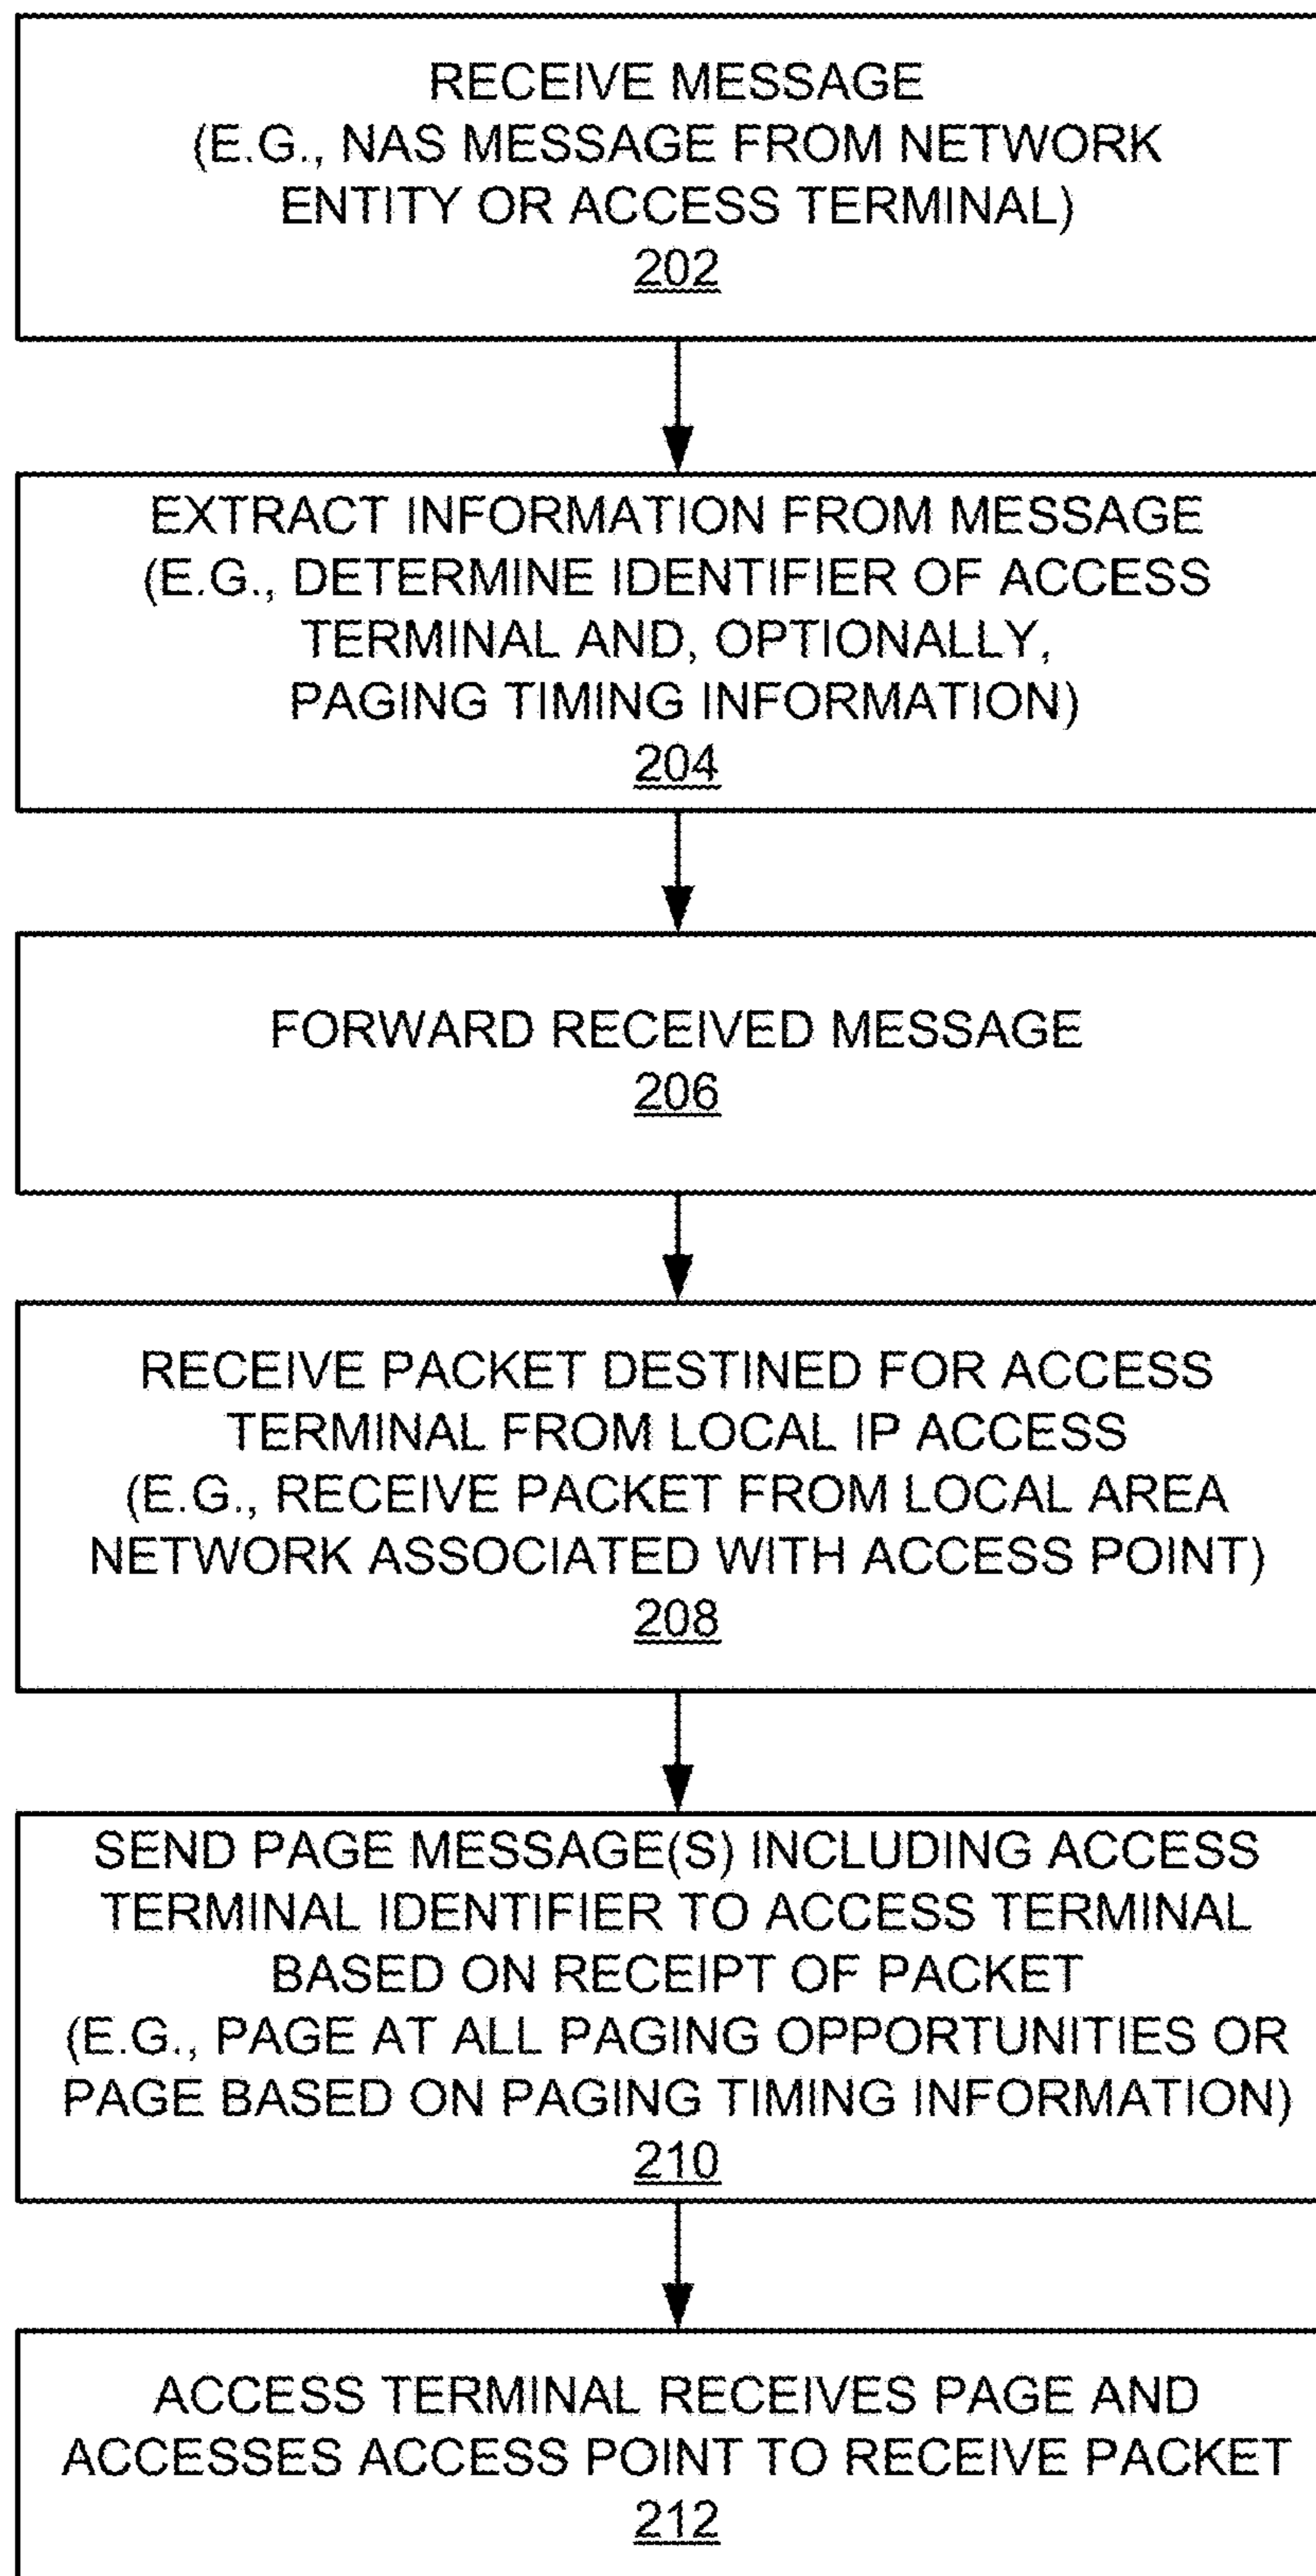 RECEIVE MESSAGE
(E.G., NAS MESSAGE FROM NETWORK
ENTITY OR ACCESS TERMINAL)
202
EXTRACT INFORMATION FROM MESSAGE
(E.G., DETERMINE IDENTIFIER OF ACCESS
TERMINAL AND, OPTIONALLY,
PAGING TIMING INFORMATION)
204
FORWARD RECEIVED MESSAGE
206
RECEIVE PACKET DESTINED FOR ACCESS
TERMINAL FROM LOCAL IP ACCESS
(E.G., RECEIVE PACKET FROM LOCAL AREA
NETWORK ASSOCIATED WITH ACCESS POINT)
208
SEND PAGE MESSAGE(S) INCLUDING ACCESS
TERMINAL IDENTIFIER TO ACCESS TERMINAL
BASED ON RECEIPT OF PACKET
(E.G., PAGE AT ALL PAGING OPPORTUNITIES OR
PAGE BASED ON PAGING TIMING INFORMATION)
210
ACCESS TERMINAL RECEIVES PAGE AND
ACCESSES ACCESS POINT TO RECEIVE PACKET
212